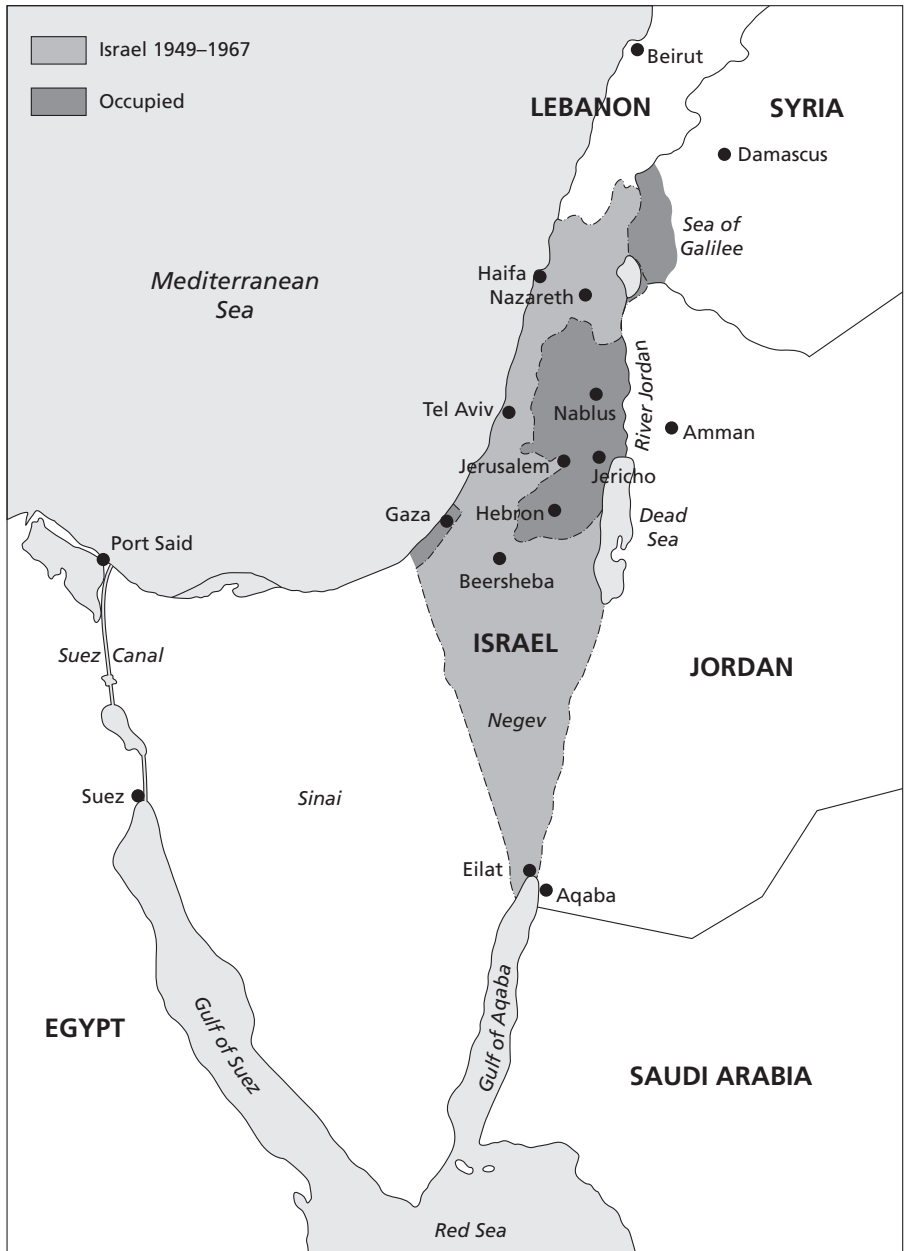 Israel 1949–1967
Occupied
Beirut
LEBANON
SYRIA
Damascus
Sea of
Galilee
Mediterranean
Sea
Haifa
Nazareth
River Jordan
Tel Aviv
Nablus
Amman
Jerusalem
Jericho
Gaza
Hebron
Dead
Sea
Port Said
Beersheba
Suez Canal
ISRAEL
JORDAN
Negev
Suez
Sinai
Eilat
Aqaba
Gulf of Suez
Gulf of Aqaba
EGYPT
SAUDI ARABIA
Red Sea